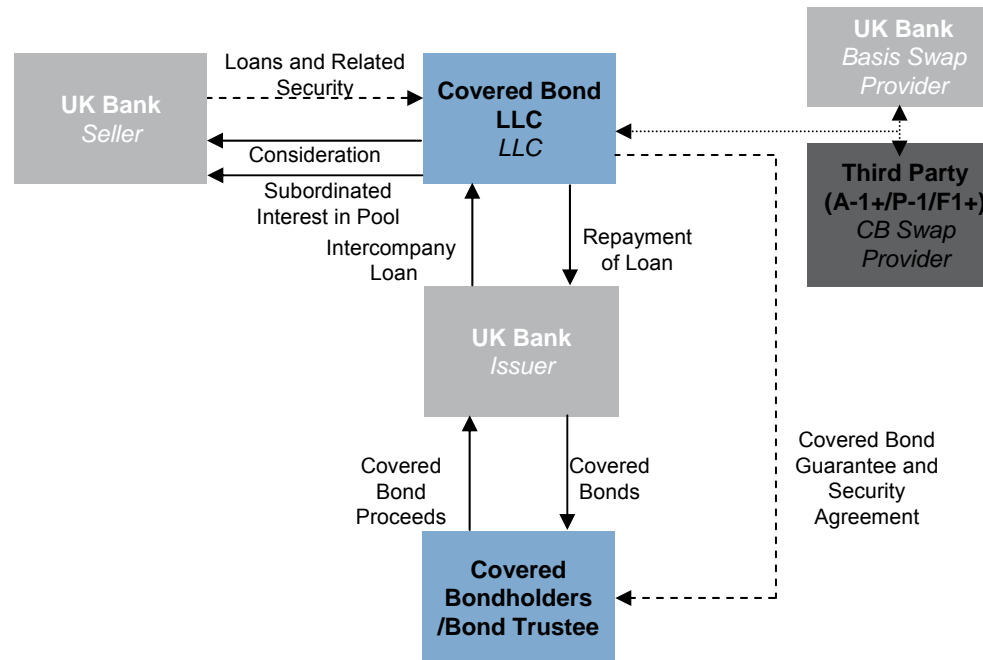 UK Bank
Seller
Loans and Related
Security
Consideration
Subordinated
Interest in Pool
Covered Bond
LLC
LLC
UK Bank
Basis Swap
Provider
Third Party
(A-1+/P-1/F1+)
CB Swap
Provider
Intercompany
Loan
Repayment
of Loan
UK Bank
Issuer
Covered
Bond
Proceeds
Covered
Bonds
Covered Bond
Guarantee and
Security
Agreement
Covered
Bondholders
/Bond Trustee